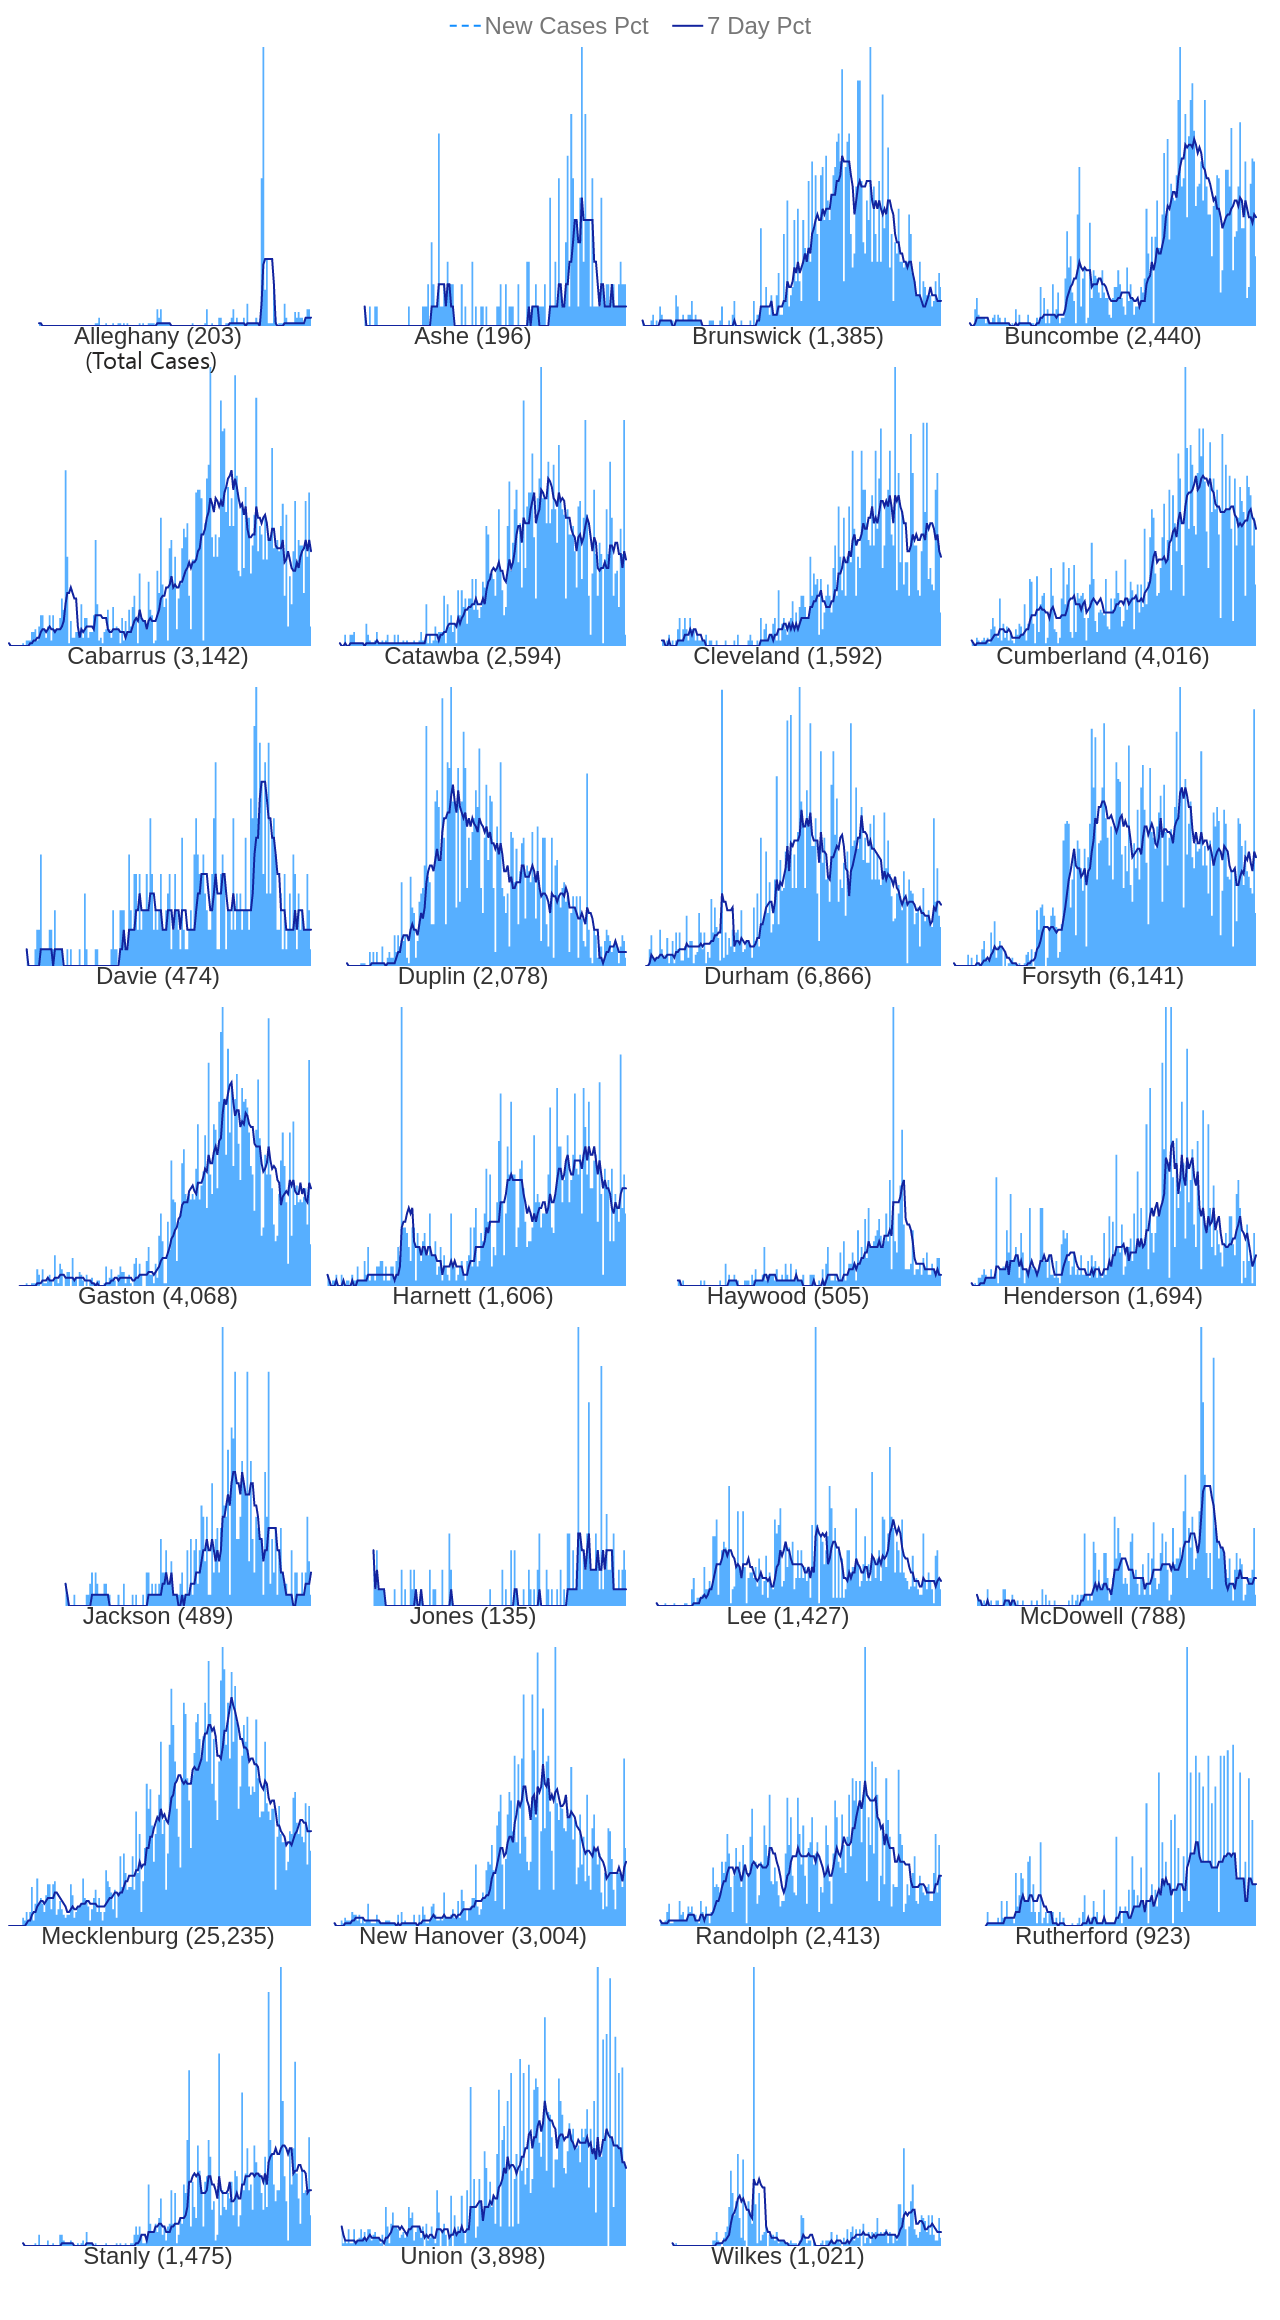 New Cases Pct 7 Day Pct
Alleghany (203) Ashe (196) Brunswick (1,385) Buncombe (2,440)
(Total Cases)
Cabarrus (3,142) Catawba (2,594) Cleveland (1,592) Cumberland (4,016)
Davie (474) Duplin (2,078) Durham (6,866) Forsyth (6,141)
Gaston (4,068) Harnett (1,606) Haywood (505) Henderson (1,694)
Jackson (489) Jones (135) Lee (1,427) McDowell (788)
Mecklenburg (25,235) New Hanover (3,004) Randolph (2,413) Rutherford (923)
Stanly (1,475) Union (3,898) Wilkes (1,021)